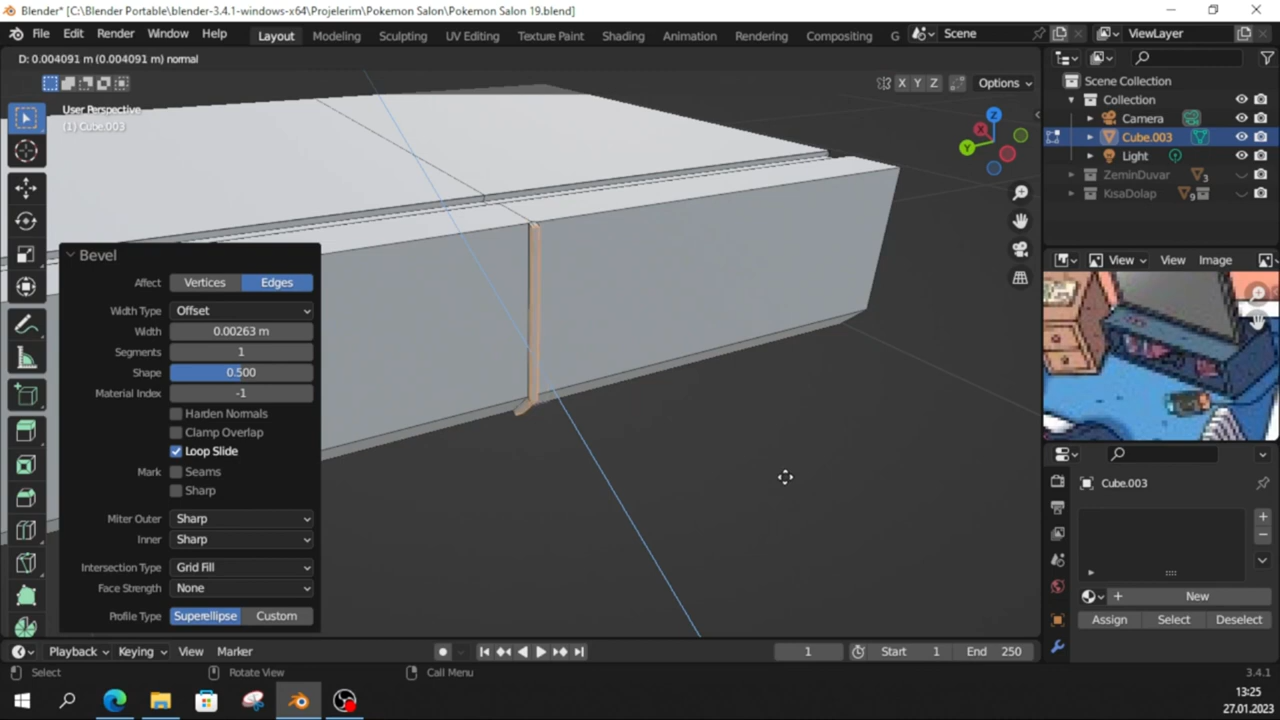 Blender* [C:\Blender Portable\blender-3.4.1-windows-x64\Projelerim\Pokemon Salon\Pokemon Salon 19.blend]
File Edit Render Window Help Layout Modeling Sculpting UV Editing Texture Paint Shading Animation Rendering Compositing G Scene ViewLayer
D: 0.004091 m (0.004091 m) normal
X Y Z Options
User Perspective
(1) Cube.003
Z
X
Y
Scene Collection
Collection
Camera
Cube.003
Light
ZeminDuvar 3
KisaDolap 9
View View Image
Bevel
Affect Vertices Edges
Width Type Offset
Width 0.00263 m
Segments 1
Shape 0.500
Material Index -1
Harden Normals
Clamp Overlap
Loop Slide
Mark Seams
Sharp
Miter Outer Sharp
Inner Sharp
Intersection Type Grid Fill
Face Strength None
Profile Type Superellipse Custom
Cube.003
New
Assign Select Deselect
Playback Keying View Marker 1 Start 1 End 250
Select Rotate View Call Menu 3.4.1
13:25
27.01.2023